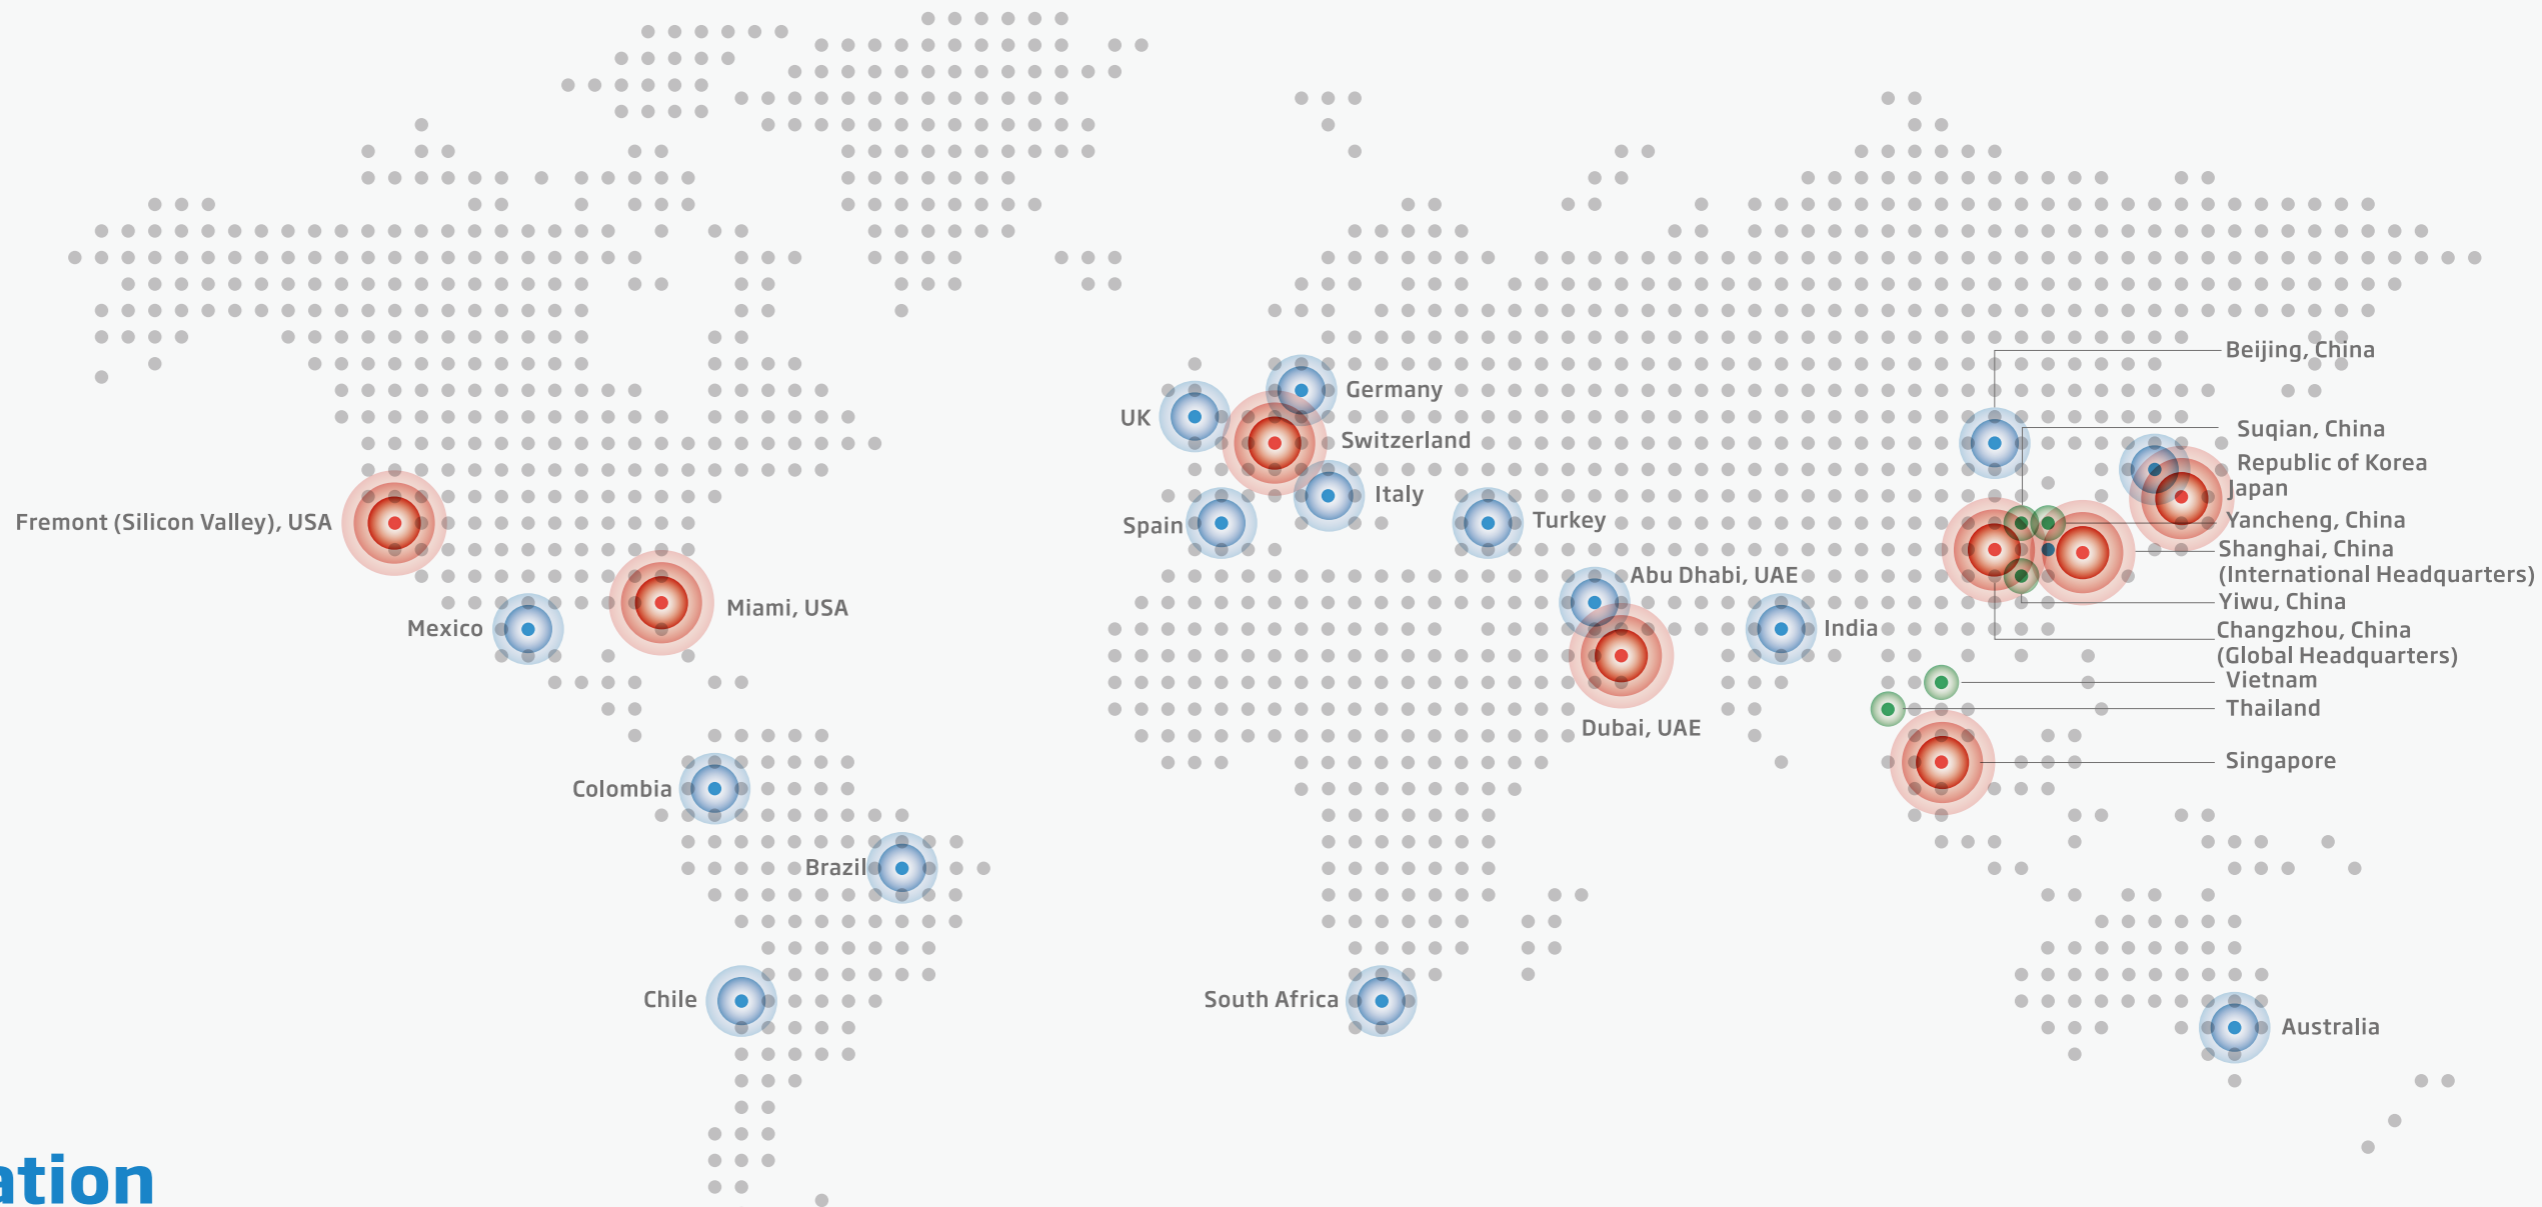 Beijing, China
Germany
UK
Suqian, China
Switzerland
Republic of Korea
Japan
Italy
Fremont (Silicon Valley), USA
Spain
Turkey
Yancheng, China
Shanghai, China
(International Headquarters)
Abu Dhabi, UAE
Yiwu, China
Miami, USA
Mexico
India
Changzhou, China
(Global Headquarters)
Vietnam
Thailand
Dubai, UAE
Singapore
Colombia
Brazil
Chile
South Africa
Australia
ation